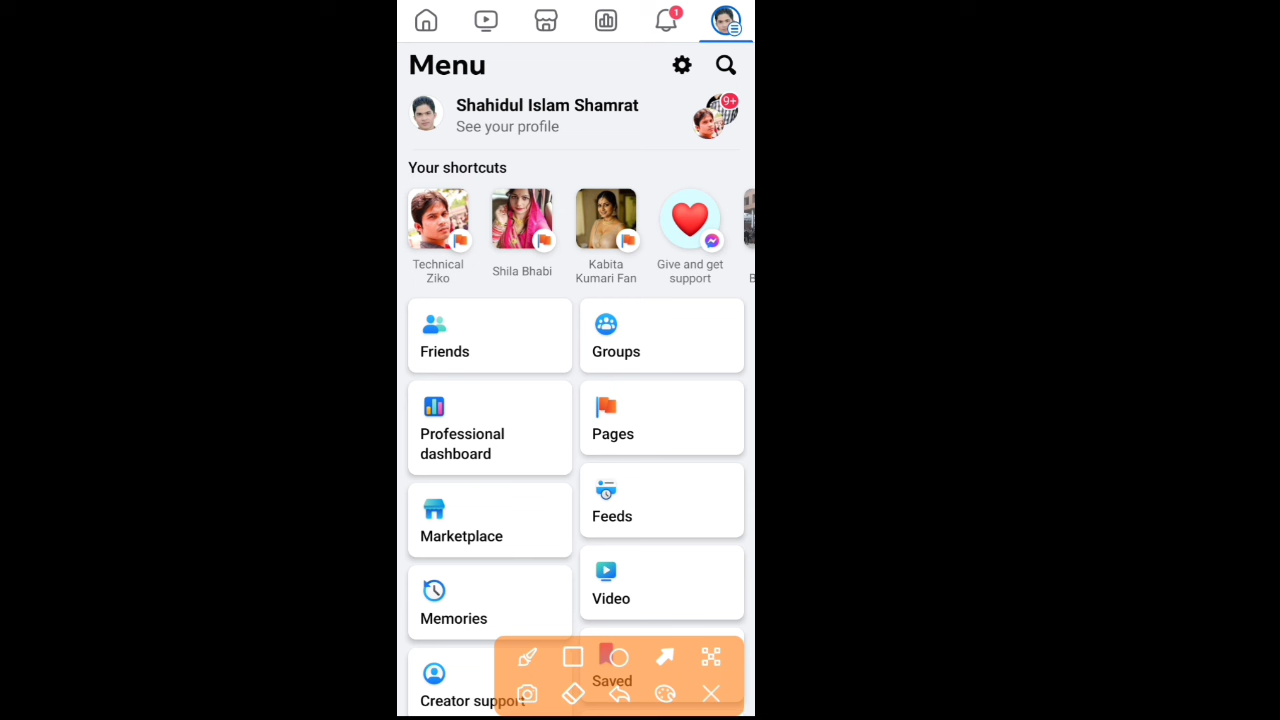 1
Menu
Shahidul Islam Shamrat
See your profile
9+
Your shortcuts
Technical
Ziko
Shila Bhabi
Kabita
Kumari Fan
Give and get
support
B
Friends
Groups
Professional
dashboard
Pages
Marketplace
Feeds
Memories
Video
Creator support
Saved